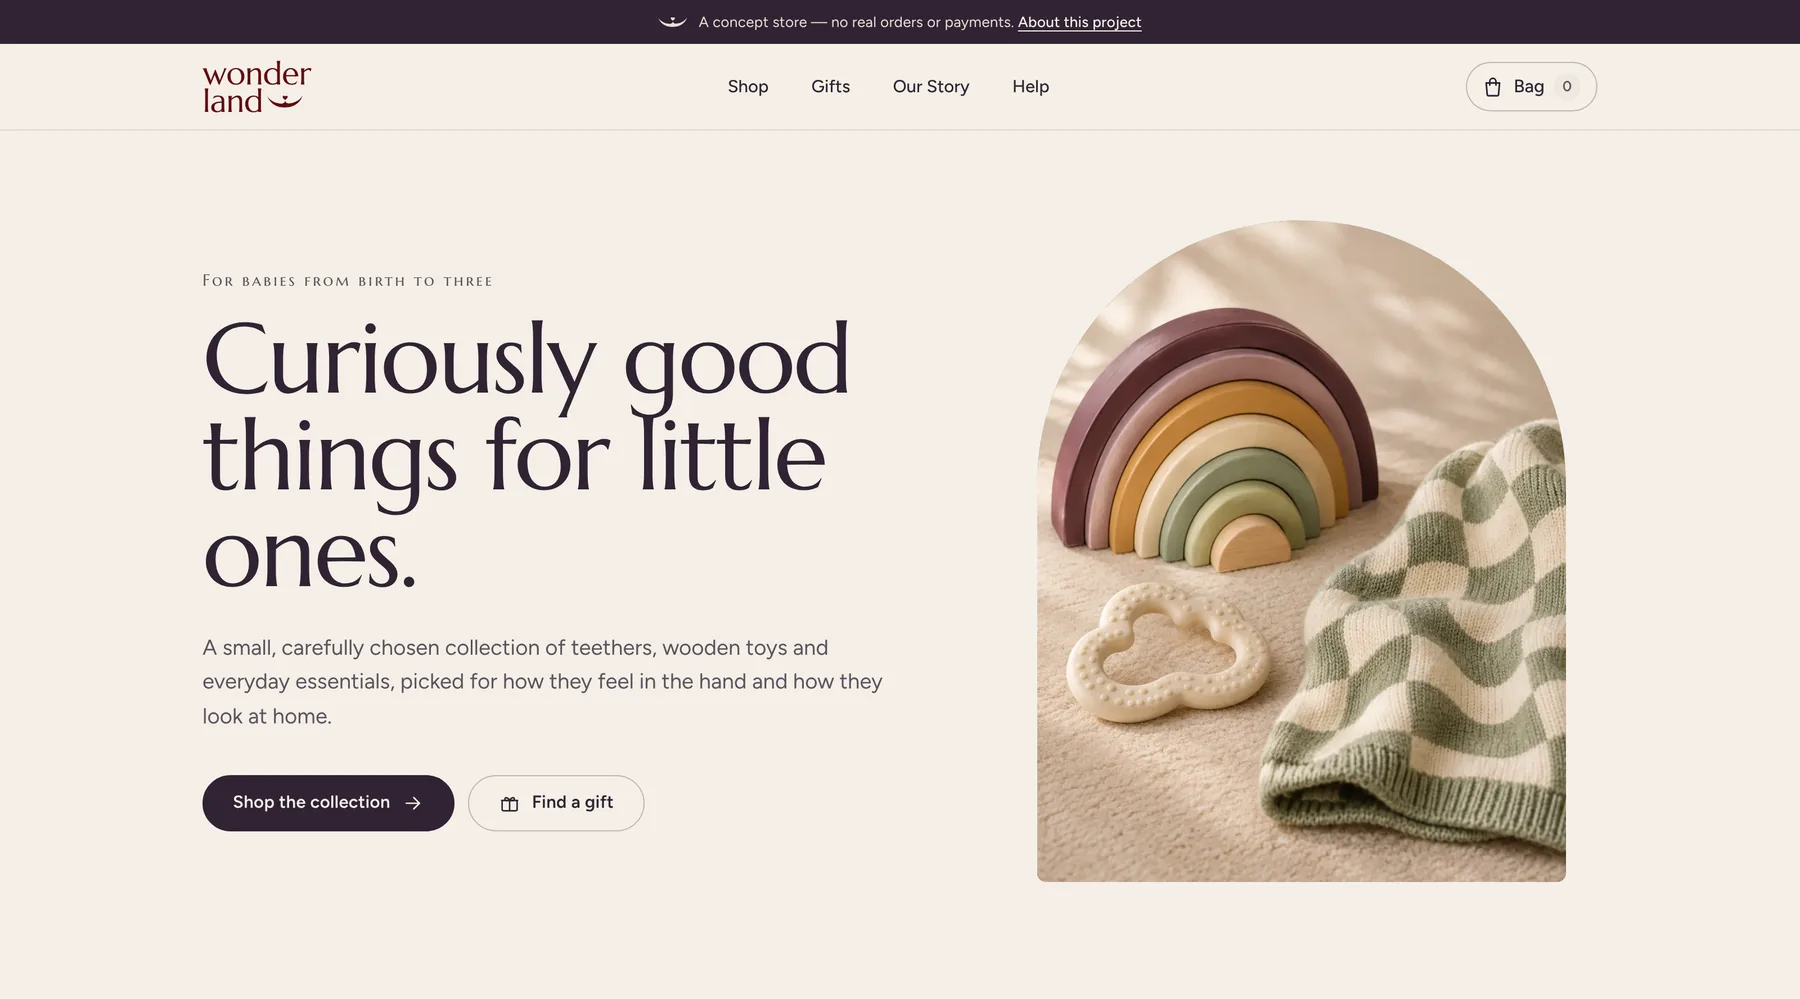 A concept store — no real orders or payments. About this project
wonder
land
Shop
Gifts
Our Story
Help
Bag 0
For babies from birth to three
Curiously good
things for little
ones.
A small, carefully chosen collection of teethers, wooden toys and
everyday essentials, picked for how they feel in the hand and how they
look at home.
Shop the collection
Find a gift